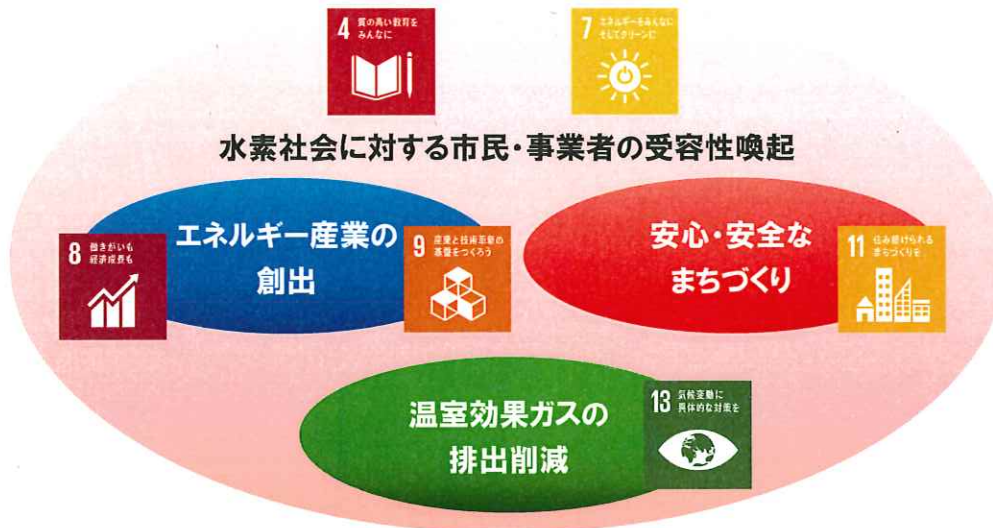 4 質の高い教育を
みんなに
7 エネルギーをみんなに
そしてクリーンに
水素社会に対する市民・事業者の受容性喚起
エネルギー産業の
創出
8 働きがいも
経済成長も
9 産業と技術革新の
基盤をつくろう
安心・安全な
まちづくり
11 住み続けられる
まちづくりを
温室効果ガスの
排出削減
13 気候変動に
具体的な対策を